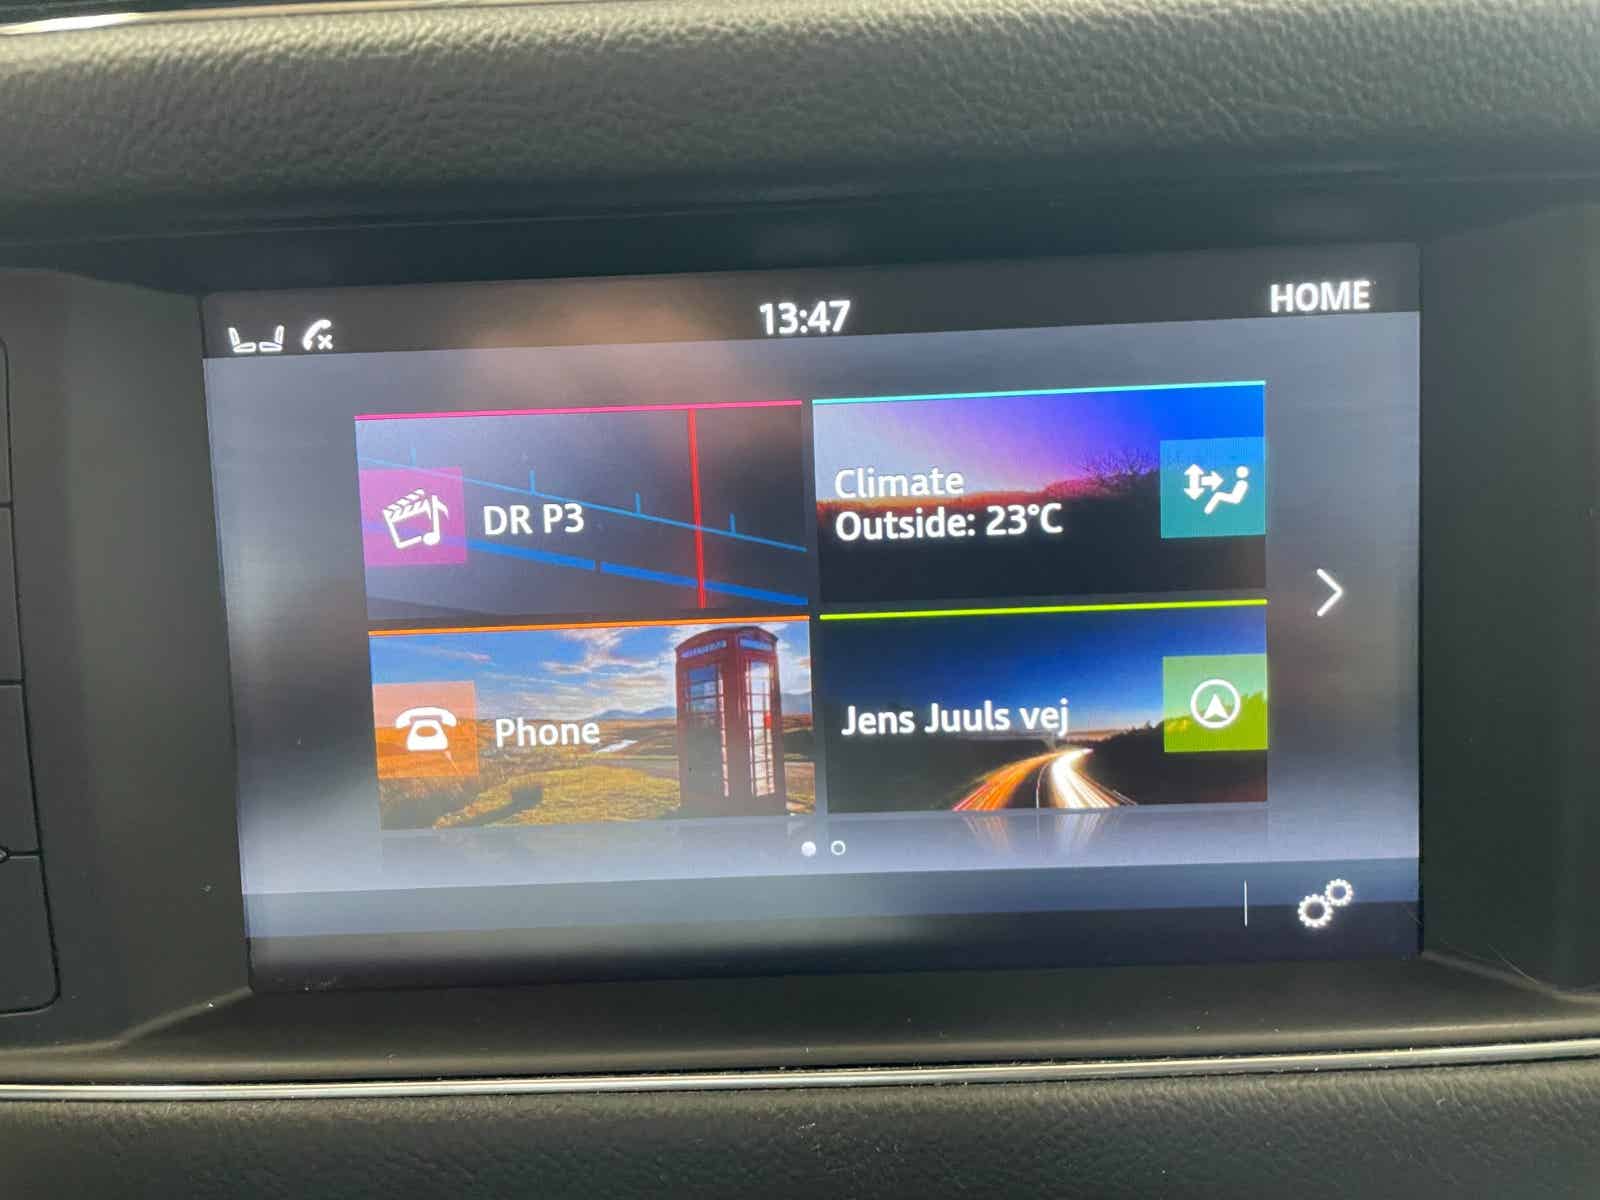 13:47
HOME
DR P3
Climate
Outside: 23°C
Phone
Jens Juuls vej